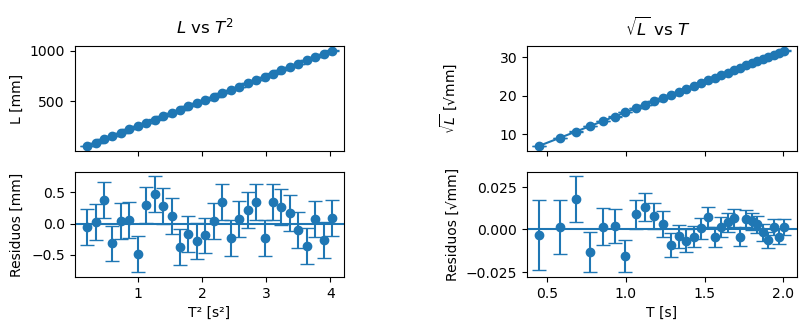 L vs T²
√L vs T
1000
500
L [mm]
30
20
10
√L [√mm]
0.5
0.0
−0.5
Residuos [mm]
1
2
3
4
T² [s²]
0.025
0.000
−0.025
Residuos [√mm]
0.5
1.0
1.5
2.0
T [s]